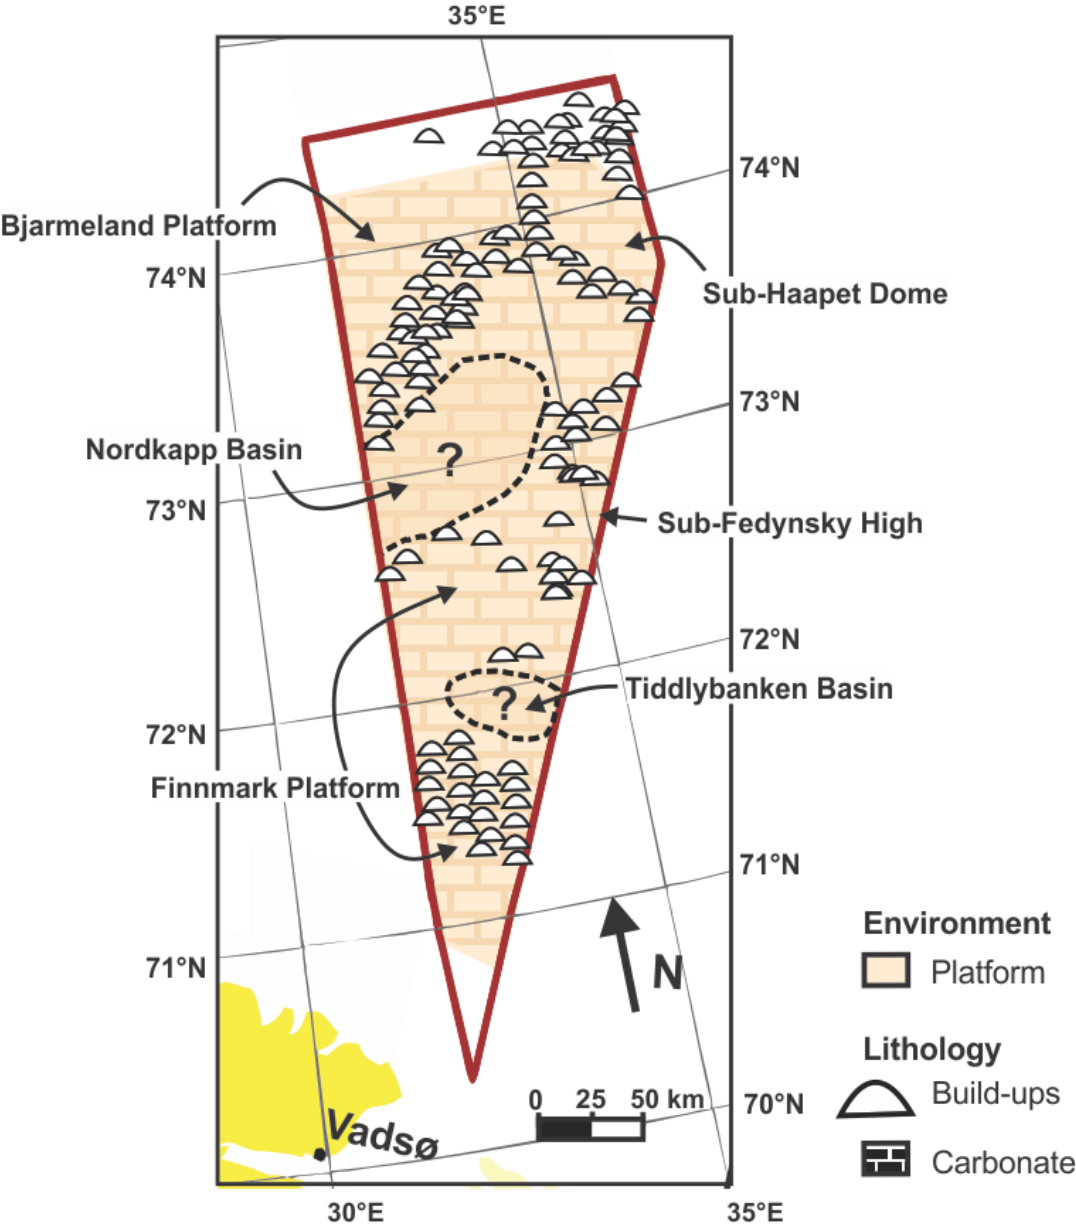 35°E
74°N
Bjarmeland Platform
74°N
Sub-Haapet Dome
73°N
Nordkapp Basin
?
73°N
Sub-Fedynsky High
72°N
Tiddlybanken Basin
?
72°N
Finnmark Platform
71°N
71°N
N
Environment
Platform
Lithology
Build-ups
Carbonate
0 25 50 km
70°N
Vadsø
30°E
35°E